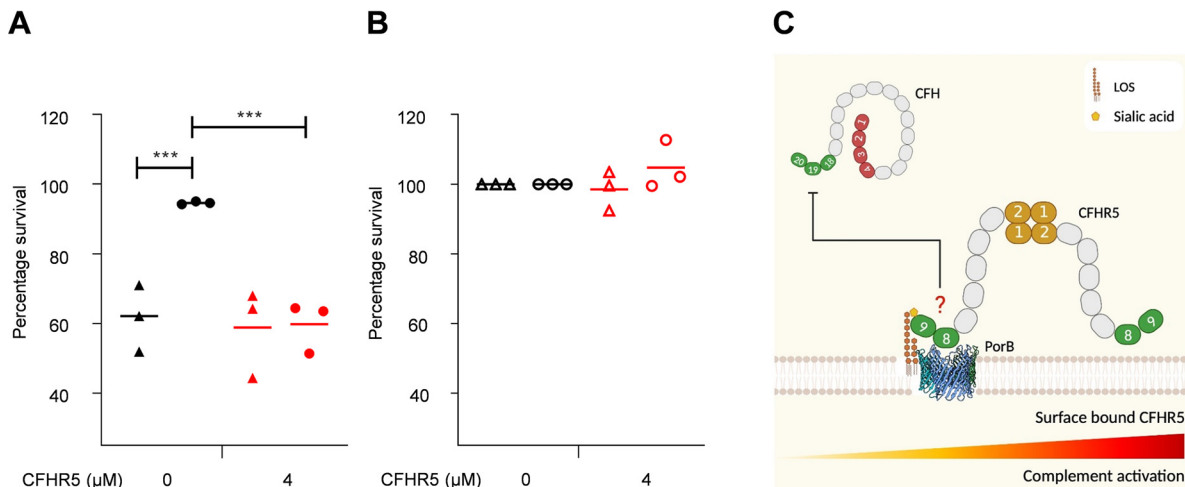 A
120
100
80
60
40
Percentage survival
***
***
CFHR5 (μM)
0
4
B
120
100
80
60
40
Percentage survival
CFHR5 (μM)
0
4
C
LOS
Sialic acid
CFH
20
19
18
1
2
3
4
CFHR5
2 1
1 2
?
9
8
PorB
8
9
Surface bound CFHR5
Complement activation